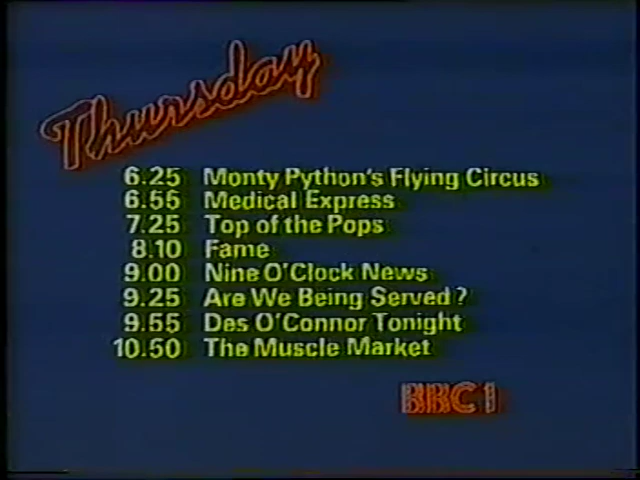 Thursday
6.25 Monty Python's Flying Circus
6.55 Medical Express
7.25 Top of the Pops
8.10 Fame
9.00 Nine O'Clock News
9.25 Are We Being Served?
9.55 Des O'Connor Tonight
10.50 The Muscle Market
BBC1